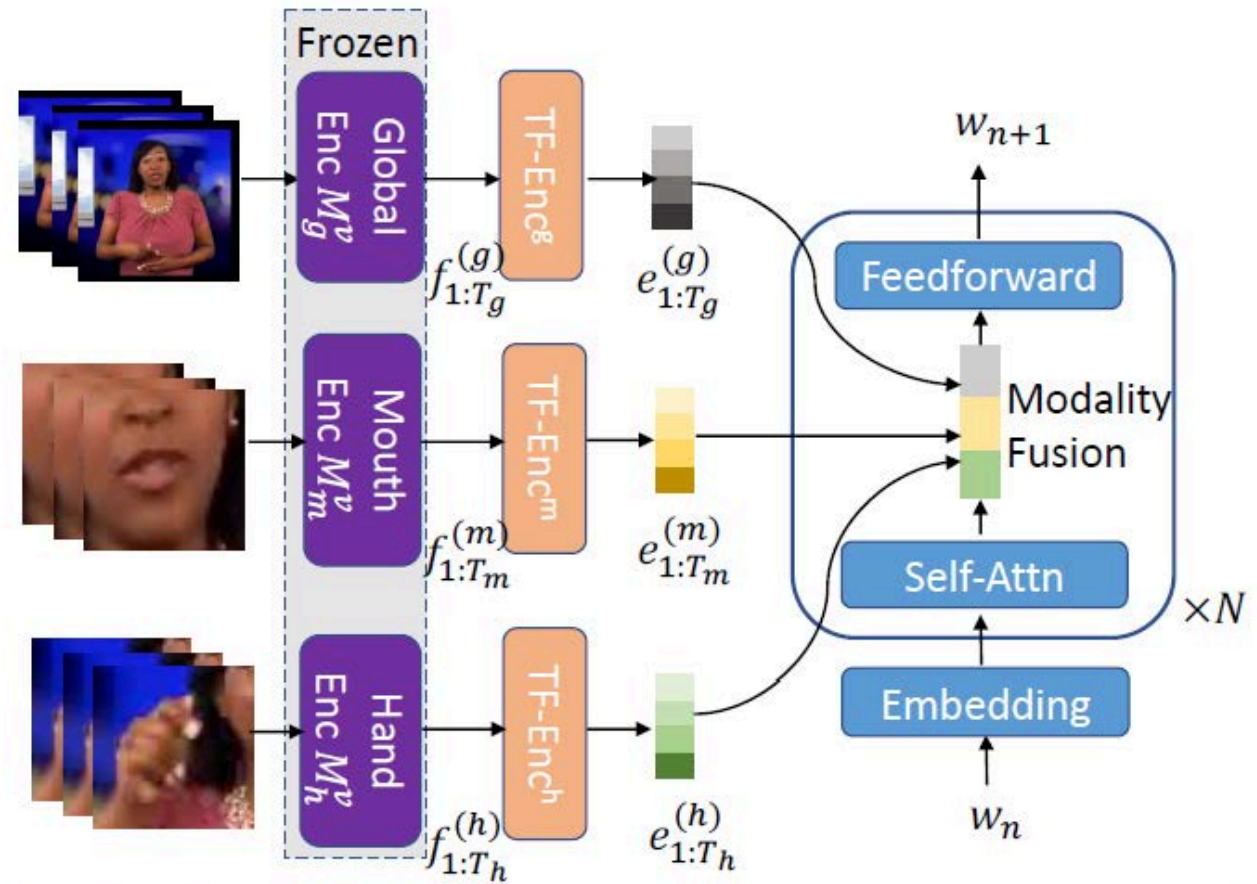 Frozen
Global
Enc $M_g^v$
TF-Enc$^g$
$f_{1:T_g}^{(g)}$
$e_{1:T_g}^{(g)}$
Mouth
Enc $M_m^v$
TF-Enc$^m$
$f_{1:T_m}^{(m)}$
$e_{1:T_m}^{(m)}$
Hand
Enc $M_h^v$
TF-Enc$^h$
$f_{1:T_h}^{(h)}$
$e_{1:T_h}^{(h)}$
$w_{n+1}$
Feedforward
Modality
Fusion
Self-Attn
$\times N$
Embedding
$w_n$